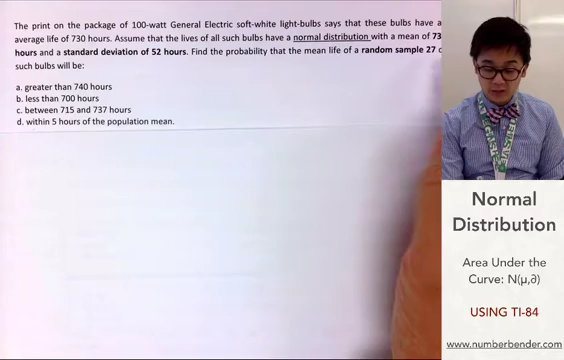 The print on the package of 100-watt General Electric soft-white light-bulbs says that these bulbs have a
average life of 730 hours. Assume that the lives of all such bulbs have a normal distribution with a mean of 73
hours and a standard deviation of 52 hours. Find the probability that the mean life of a random sample 27
such bulbs will be:
a. greater than 740 hours
b. less than 700 hours
c. between 715 and 737 hours
d. within 5 hours of the population mean.
Normal
Distribution
Area Under the
Curve: N(μ,∂)
USING TI-84
www.numberbender.com